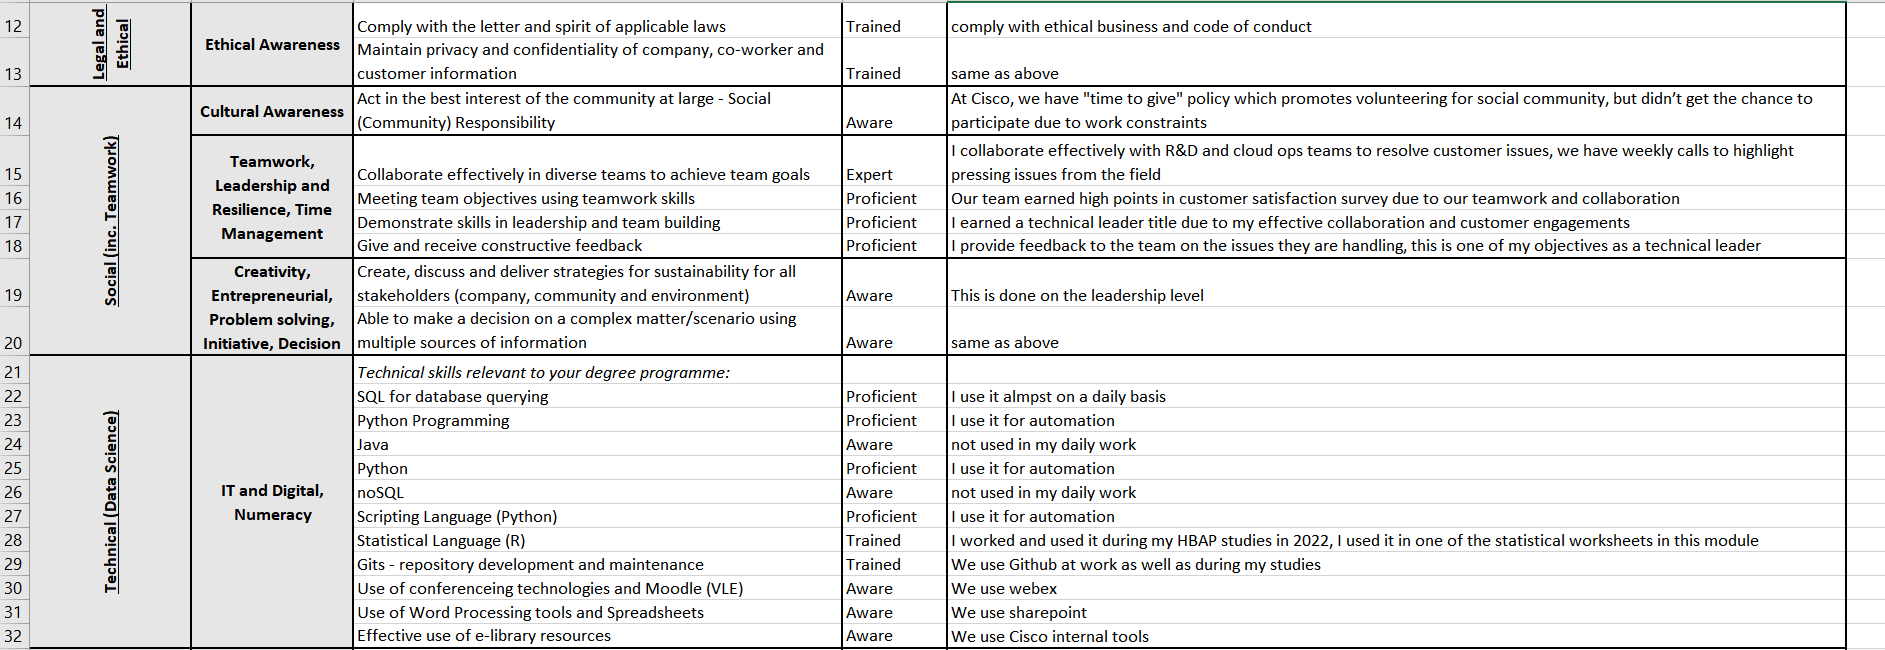 12
Legal and
Ethical
Ethical Awareness
Comply with the letter and spirit of applicable laws
Trained
comply with ethical business and code of conduct
13
Maintain privacy and confidentiality of company, co-worker and
customer information
Trained
same as above
14
Social (inc. Teamwork)
Cultural Awareness
Act in the best interest of the community at large - Social
(Community) Responsibility
Aware
At Cisco, we have "time to give" policy which promotes volunteering for social community, but didn’t get the chance to
participate due to work constraints
Teamwork,
Leadership and
Resilience, Time
Management
15
Collaborate effectively in diverse teams to achieve team goals
Expert
I collaborate effectively with R&D and cloud ops teams to resolve customer issues, we have weekly calls to highlight
pressing issues from the field
16
Meeting team objectives using teamwork skills
Proficient
Our team earned high points in customer satisfaction survey due to our teamwork and collaboration
17
Demonstrate skills in leadership and team building
Proficient
I earned a technical leader title due to my effective collaboration and customer engagements
18
Give and receive constructive feedback
Proficient
I provide feedback to the team on the issues they are handling, this is one of my objectives as a technical leader
Creativity,
Entrepreneurial,
Problem solving,
Initiative, Decision
19
Create, discuss and deliver strategies for sustainability for all
stakeholders (company, community and environment)
Aware
This is done on the leadership level
20
Able to make a decision on a complex matter/scenario using
multiple sources of information
Aware
same as above
Technical (Data Science)
IT and Digital,
Numeracy
21
Technical skills relevant to your degree programme:
22
SQL for database querying
Proficient
I use it almpst on a daily basis
23
Python Programming
Proficient
I use it for automation
24
Java
Aware
not used in my daily work
25
Python
Proficient
I use it for automation
26
noSQL
Aware
not used in my daily work
27
Scripting Language (Python)
Proficient
I use it for automation
28
Statistical Language (R)
Trained
I worked and used it during my HBAP studies in 2022, I used it in one of the statistical worksheets in this module
29
Gits - repository development and maintenance
Trained
We use Github at work as well as during my studies
30
Use of conferenceing technologies and Moodle (VLE)
Aware
We use webex
31
Use of Word Processing tools and Spreadsheets
Aware
We use sharepoint
32
Effective use of e-library resources
Aware
We use Cisco internal tools